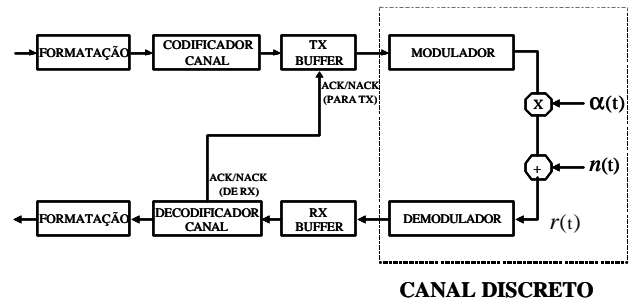 FORMATAÇÃO
CODIFICADOR
CANAL
TX
BUFFER
MODULADOR
ACK/NACK
(PARA TX)
X
α(t)
ACK/NACK
(DE RX)
+
n(t)
FORMATAÇÃO
DECODIFICADOR
CANAL
RX
BUFFER
DEMODULADOR
r(t)
CANAL DISCRETO